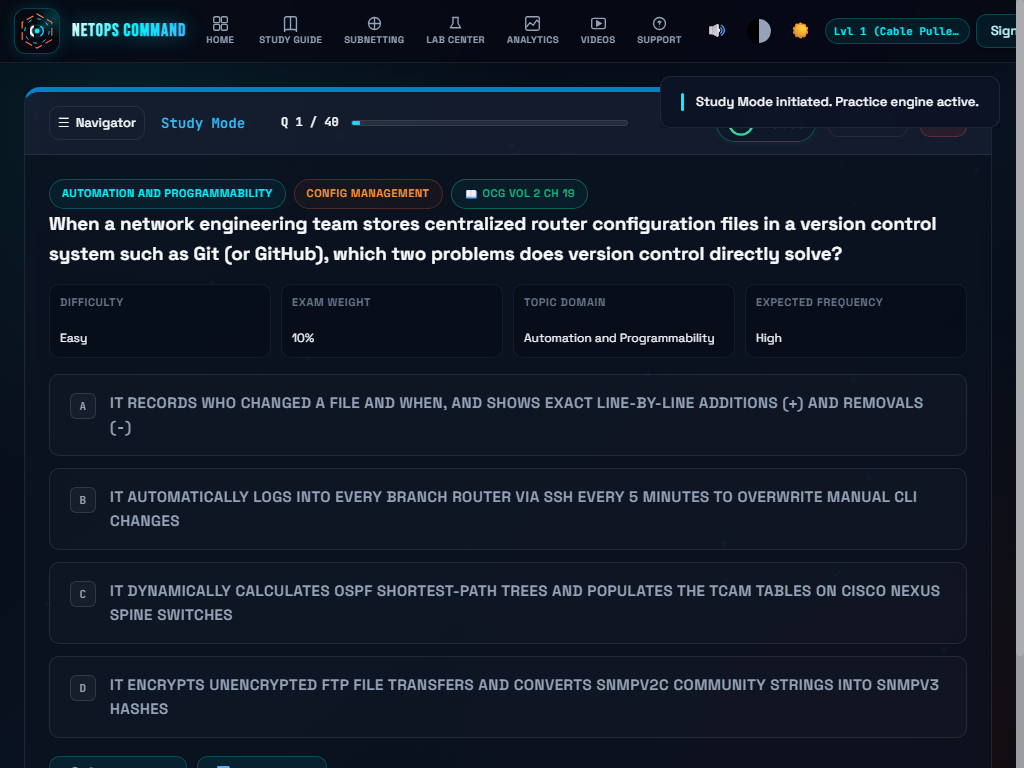 NETOPS COMMAND
HOME
STUDY GUIDE
SUBNETTING
LAB CENTER
ANALYTICS
VIDEOS
SUPPORT
Lvl 1 (Cable Pulle…
Sign
Study Mode initiated. Practice engine active.
☰ Navigator
Study Mode
Q 1 / 40
AUTOMATION AND PROGRAMMABILITY
CONFIG MANAGEMENT
OCG VOL 2 CH 19
When a network engineering team stores centralized router configuration files in a version control
system such as Git (or GitHub), which two problems does version control directly solve?
DIFFICULTY
Easy
EXAM WEIGHT
10%
TOPIC DOMAIN
Automation and Programmability
EXPECTED FREQUENCY
High
A
IT RECORDS WHO CHANGED A FILE AND WHEN, AND SHOWS EXACT LINE-BY-LINE ADDITIONS (+) AND REMOVALS
(-)
B
IT AUTOMATICALLY LOGS INTO EVERY BRANCH ROUTER VIA SSH EVERY 5 MINUTES TO OVERWRITE MANUAL CLI
CHANGES
C
IT DYNAMICALLY CALCULATES OSPF SHORTEST-PATH TREES AND POPULATES THE TCAM TABLES ON CISCO NEXUS
SPINE SWITCHES
D
IT ENCRYPTS UNENCRYPTED FTP FILE TRANSFERS AND CONVERTS SNMPV2C COMMUNITY STRINGS INTO SNMPV3
HASHES